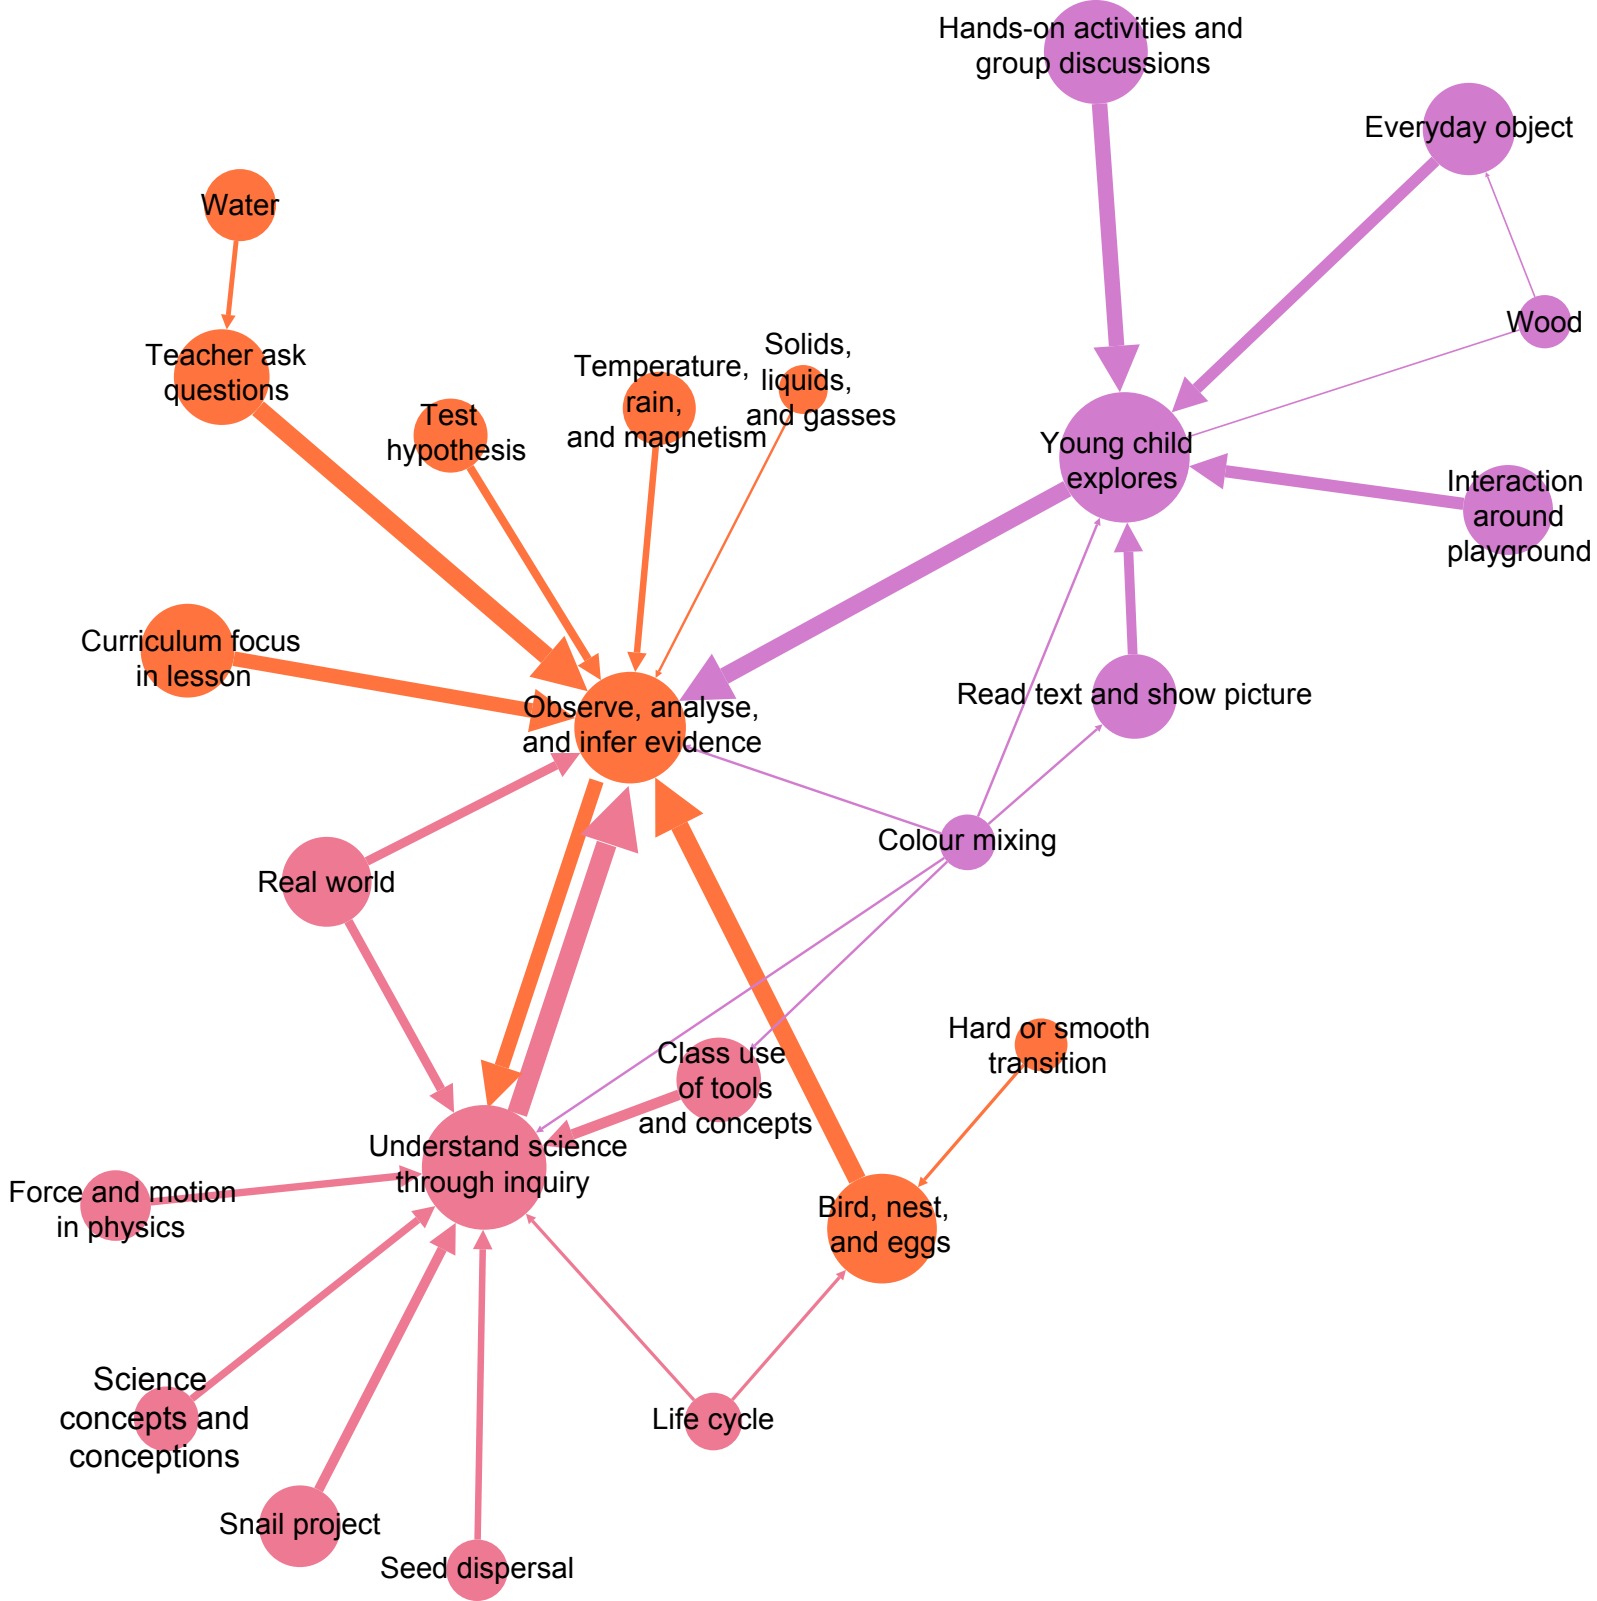 Hands-on activities and
group discussions
Everyday object
Water
Wood
Teacher ask
questions
Test
hypothesis
Temperature,
rain,
and magnetism
Solids,
liquids,
and gasses
Young child
explores
Interaction
around
playground
Curriculum focus
in lesson
Observe, analyse,
and infer evidence
Read text and show picture
Colour mixing
Real world
Class use
of tools
and concepts
Hard or smooth
transition
Understand science
through inquiry
Force and motion
in physics
Bird, nest,
and eggs
Science
concepts and
conceptions
Life cycle
Snail project
Seed dispersal